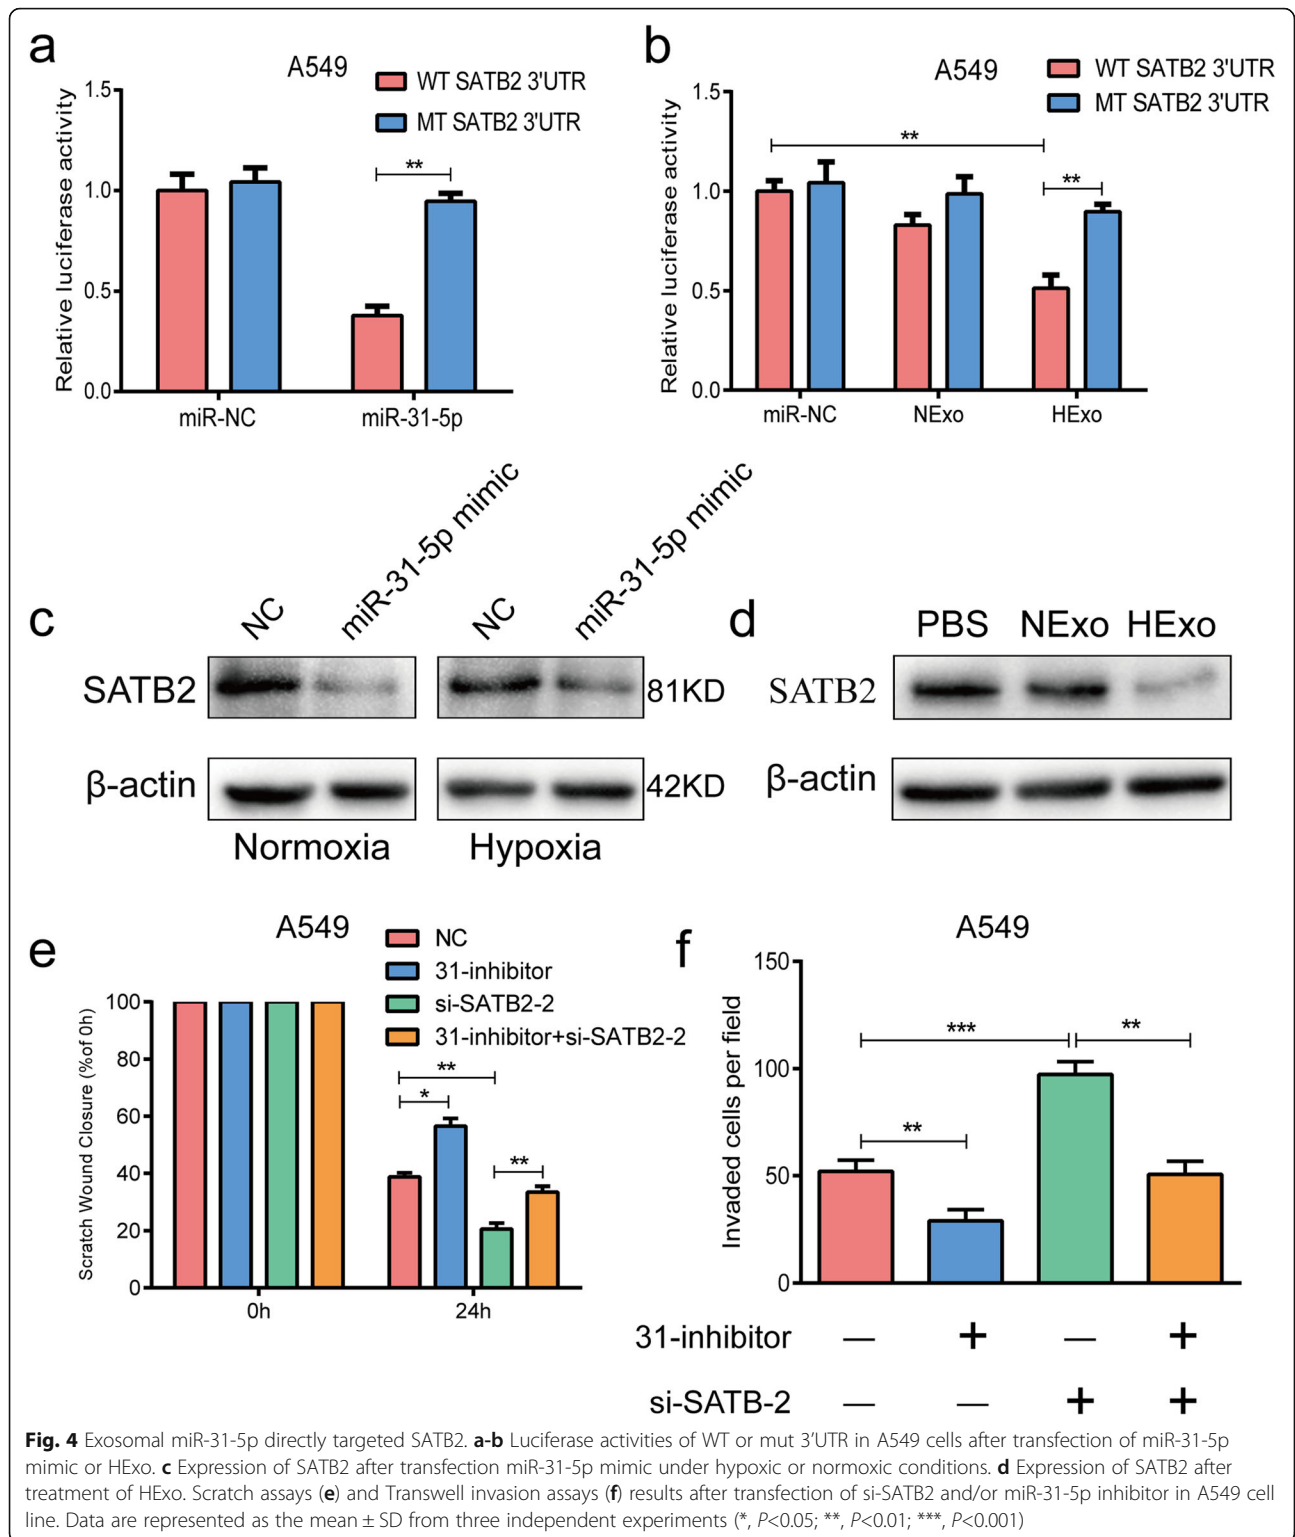 a
A549
WT SATB2 3'UTR
MT SATB2 3'UTR
Relative luciferase activity
1.5
1.0
0.5
0.0
**
miR-NC
miR-31-5p
b
A549
WT SATB2 3'UTR
MT SATB2 3'UTR
Relative luciferase activity
1.5
1.0
0.5
0.0
**
**
miR-NC
NExo
HExo
c
NC
miR-31-5p mimic
NC
miR-31-5p mimic
SATB2
81KD
β-actin
42KD
Normoxia
Hypoxia
d
PBS NExo HExo
SATB2
β-actin
e
A549
NC
31-inhibitor
si-SATB2-2
31-inhibitor+si-SATB2-2
Scratch Wound Closure (%of 0h)
100
80
60
40
20
0
**
*
**
0h
24h
f
A549
Invaded cells per field
150
100
50
0
***
**
**
31-inhibitor — + — +
si-SATB-2 — — + +
Fig. 4 Exosomal miR-31-5p directly targeted SATB2. a-b Luciferase activities of WT or mut 3'UTR in A549 cells after transfection of miR-31-5p
mimic or HExo. c Expression of SATB2 after transfection miR-31-5p mimic under hypoxic or normoxic conditions. d Expression of SATB2 after
treatment of HExo. Scratch assays (e) and Transwell invasion assays (f) results after transfection of si-SATB2 and/or miR-31-5p inhibitor in A549 cell
line. Data are represented as the mean ± SD from three independent experiments (*, P<0.05; **, P<0.01; ***, P<0.001)